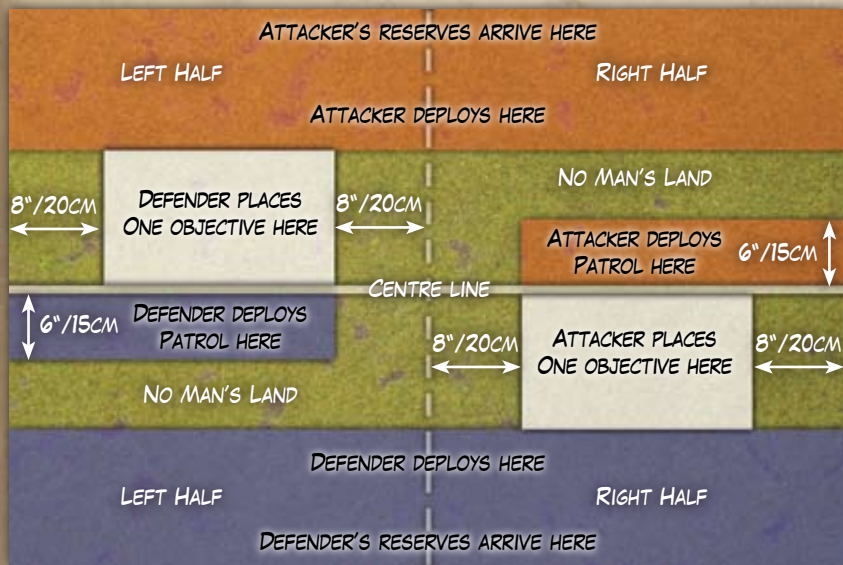 Attacker's reserves arrive here
Left Half
Right Half
Attacker deploys here
No Man's Land
8"/20cm
Defender places
one objective here
8"/20cm
Attacker deploys
Patrol here
6"/15cm
Centre line
6"/15cm
Defender deploys
Patrol here
8"/20cm
Attacker places
one objective here
8"/20cm
No Man's Land
Defender deploys here
Left Half
Right Half
Defender's reserves arrive here